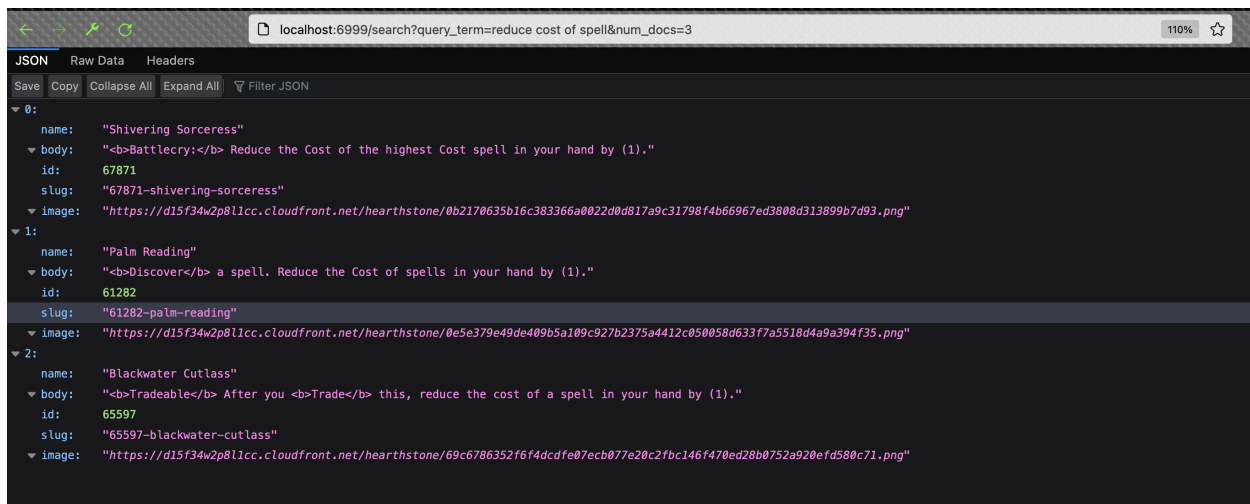 localhost:6999/search?query_term=reduce cost of spell&num_docs=3 110%
JSON Raw Data Headers
Save Copy Collapse All Expand All Filter JSON
0:
name: "Shivering Sorceress"
body: "<b>Battlecry:</b> Reduce the Cost of the highest Cost spell in your hand by (1)."
id: 67871
slug: "67871-shivering-sorceress"
image: "https://d15f34w2p8l1cc.cloudfront.net/hearthstone/0b2170635b16c383366a0022d0d817a9c31798f4b66967ed3808d313899b7d93.png"
1:
name: "Palm Reading"
body: "<b>Discover</b> a spell. Reduce the Cost of spells in your hand by (1)."
id: 61282
slug: "61282-palm-reading"
image: "https://d15f34w2p8l1cc.cloudfront.net/hearthstone/0e5e379e49de409b5a109c927b2375a4412c050058d633f7a5518d4a9a394f35.png"
2:
name: "Blackwater Cutlass"
body: "<b>Tradeable</b> After you <b>Trade</b> this, reduce the cost of a spell in your hand by (1)."
id: 65597
slug: "65597-blackwater-cutlass"
image: "https://d15f34w2p8l1cc.cloudfront.net/hearthstone/69c6786352f6f4dcdfe07ecb077e20c2fbc146f470ed28b0752a920efd580c71.png"